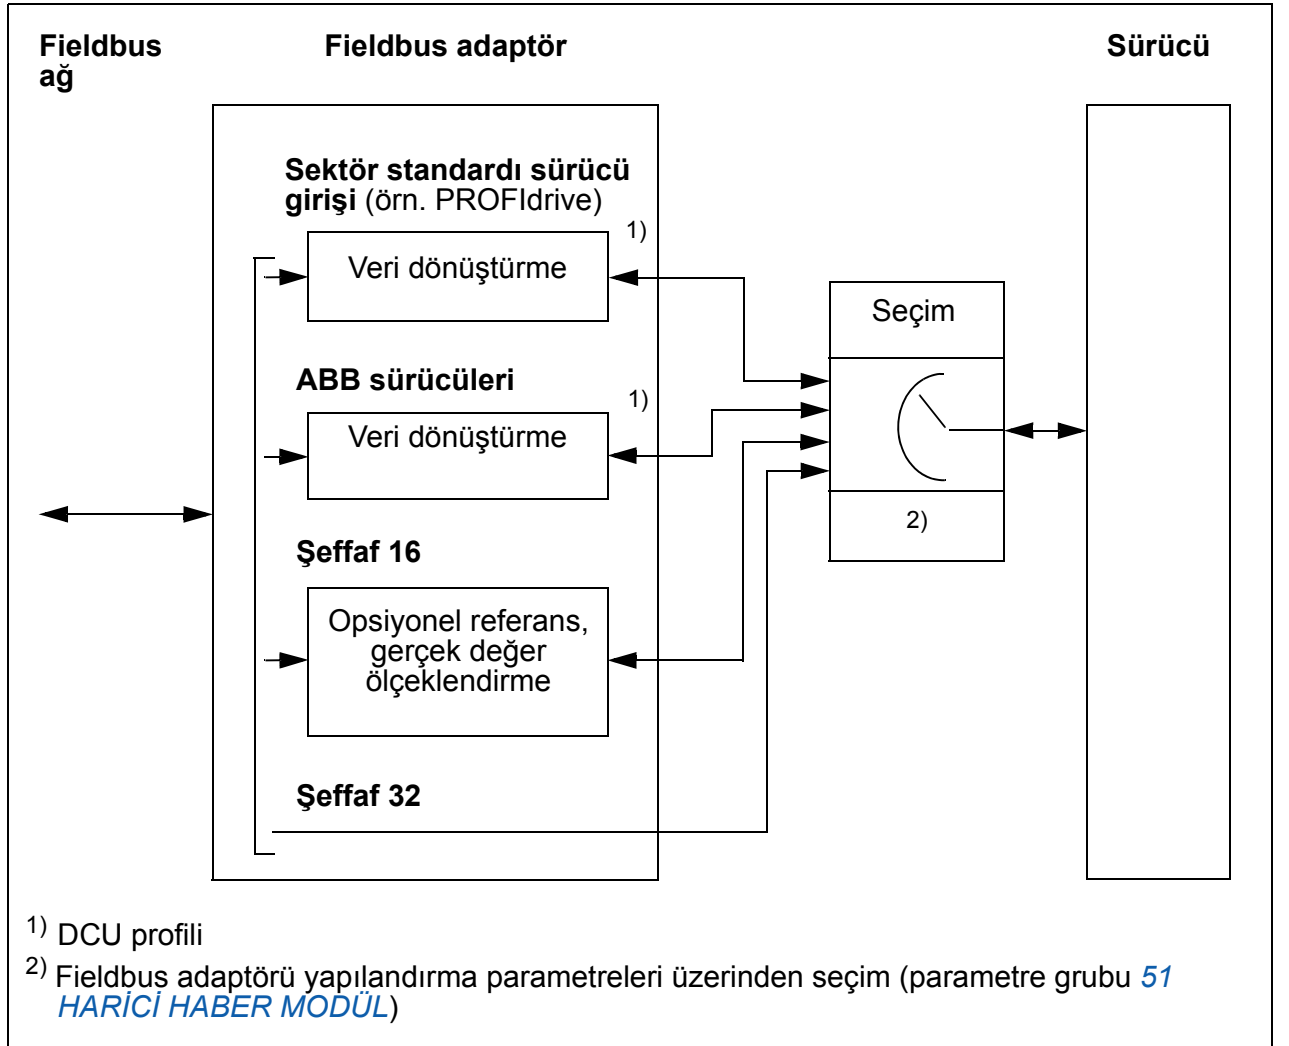 Fieldbus ağ
Fieldbus adaptör
Sürücü
Sektör standardı sürücü
girişi (örn. PROFIdrive)
1)
Veri dönüştürme
Seçim
ABB sürücüleri
1)
Veri dönüştürme
2)
Şeffaf 16
Opsiyonel referans,
gerçek değer
ölçeklendirme
Şeffaf 32
1) DCU profili
2) Fieldbus adaptörü yapılandırma parametreleri üzerinden seçim (parametre grubu 51
HARİCİ HABER MODÜL)